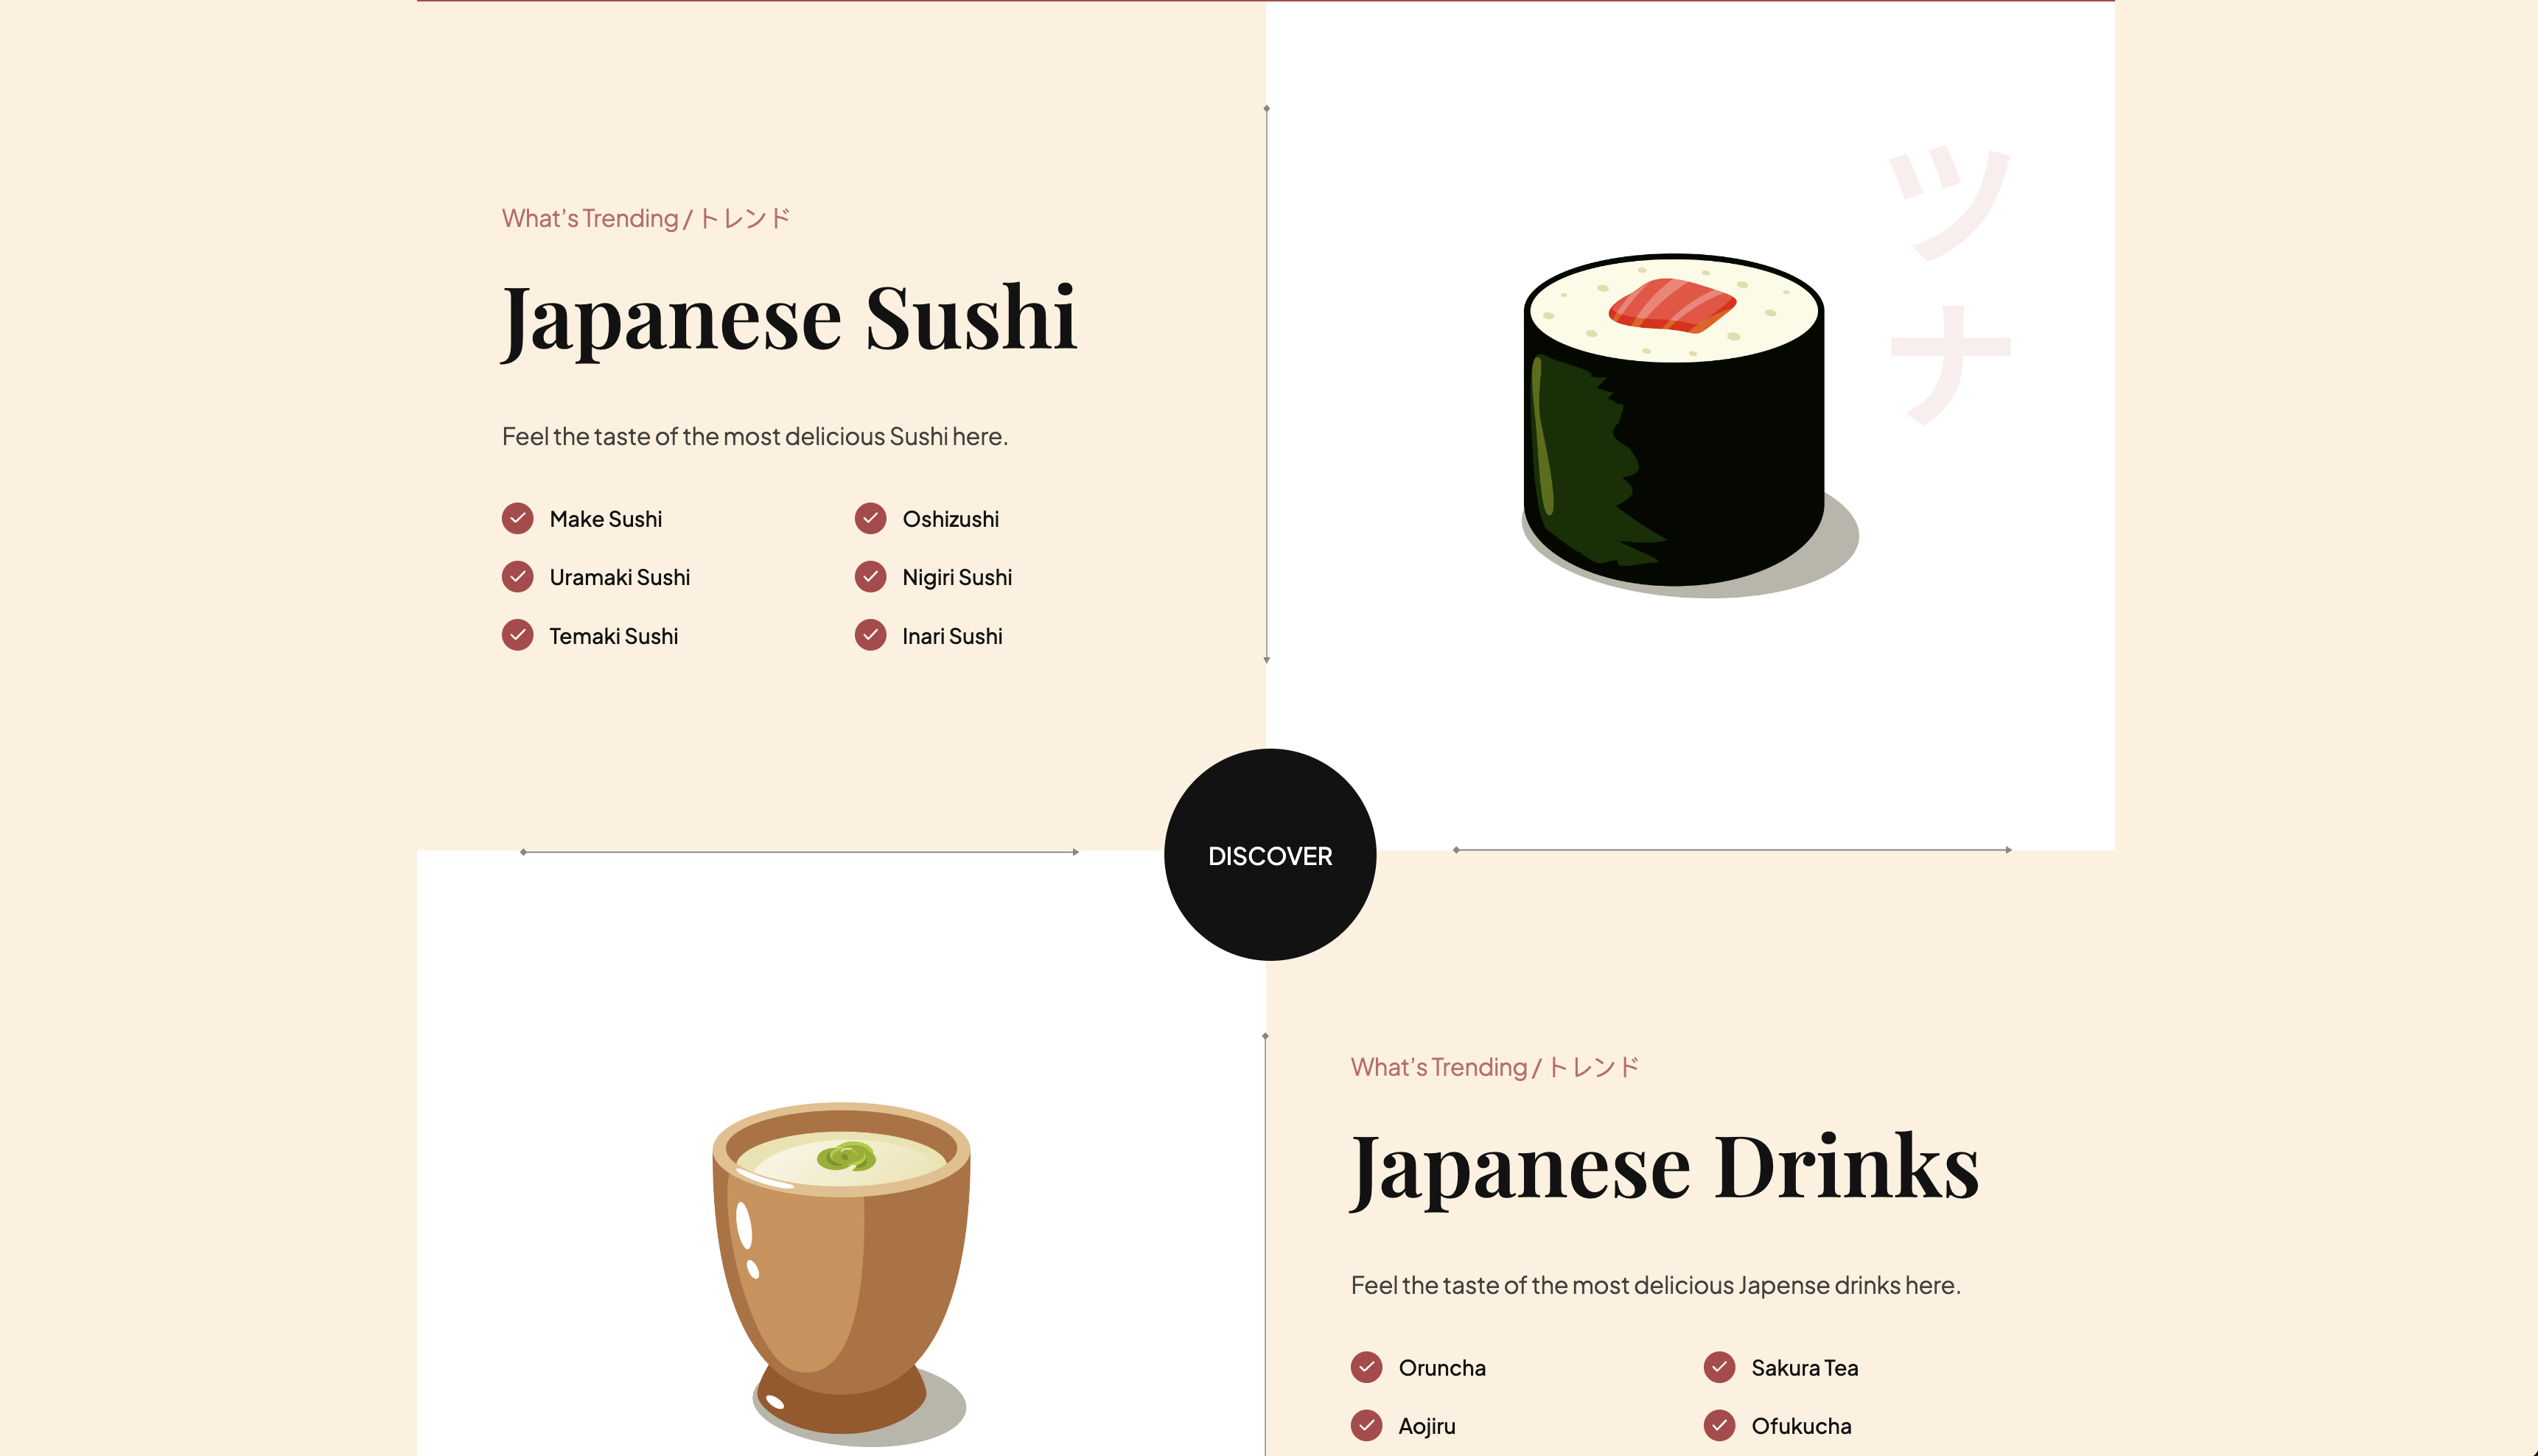 What's Trending / トレンド
Japanese Sushi
Feel the taste of the most delicious Sushi here.
Make Sushi
Oshizushi
Uramaki Sushi
Nigiri Sushi
Temaki Sushi
Inari Sushi
ツナ
DISCOVER
What's Trending / トレンド
Japanese Drinks
Feel the taste of the most delicious Japense drinks here.
Oruncha
Sakura Tea
Aojiru
Ofukucha